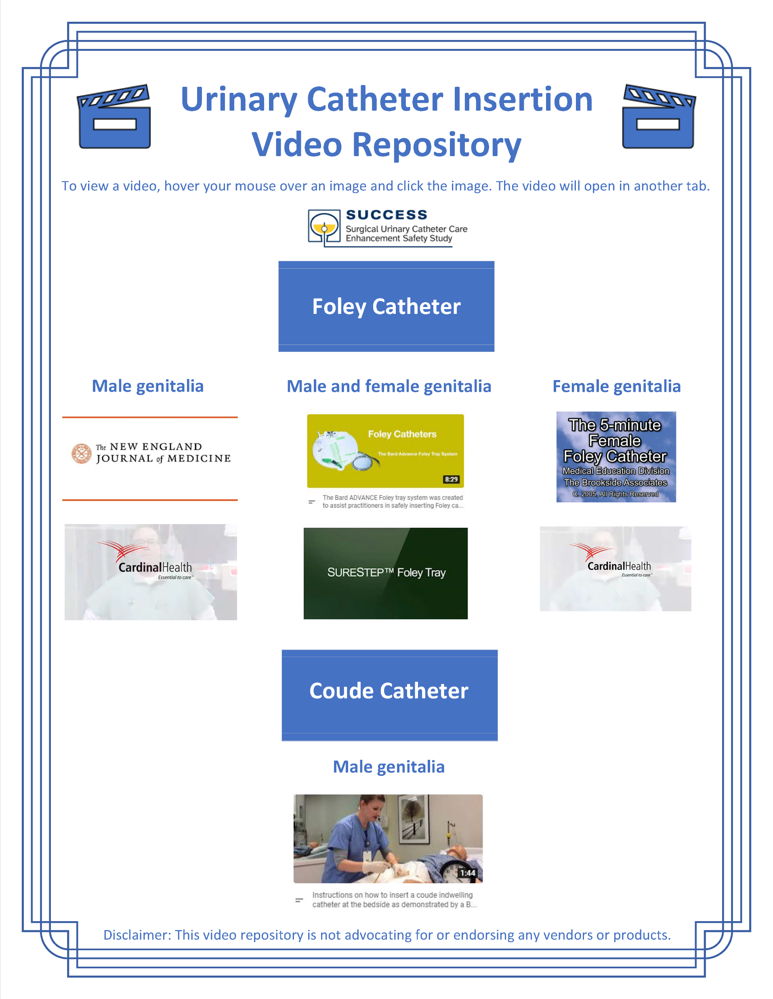 Urinary Catheter Insertion
Video Repository
To view a video, hover your mouse over an image and click the image. The video will open in another tab.
SUCCESS
Surgical Urinary Catheter Care
Enhancement Safety Study
Foley Catheter
Male genitalia
Male and female genitalia
Female genitalia
The NEW ENGLAND
JOURNAL of MEDICINE
Foley Catheters
The Bard Advance Foley Tray System
8:29
The Bard ADVANCE Foley tray system was created
to assist practitioners in safely inserting Foley ca...
The 5-minute
Female
Foley Catheter
Medical Education Division
The Brookside Associates
C. 2005, All Rights Reserved
CardinalHealth
Essential to care™
SURESTEP™ Foley Tray
CardinalHealth
Essential to care™
Coude Catheter
Male genitalia
1:44
Instructions on how to insert a coude indwelling
catheter at the bedside as demonstrated by a B...
Disclaimer: This video repository is not advocating for or endorsing any vendors or products.